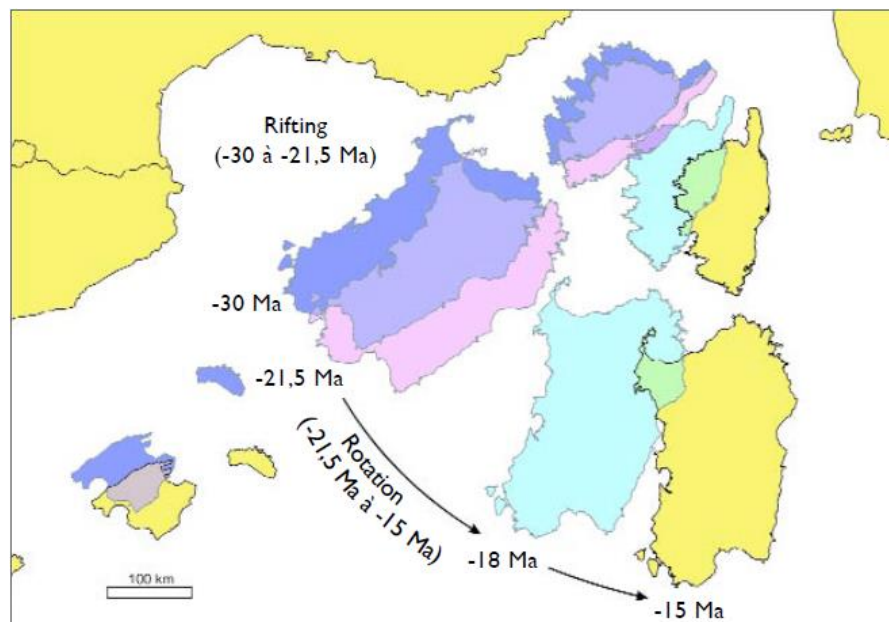 Rifting
(-30 à -21,5 Ma)
-30 Ma
-21,5 Ma
Rotation
(-21,5 Ma à -15 Ma)
-18 Ma
-15 Ma
100 km